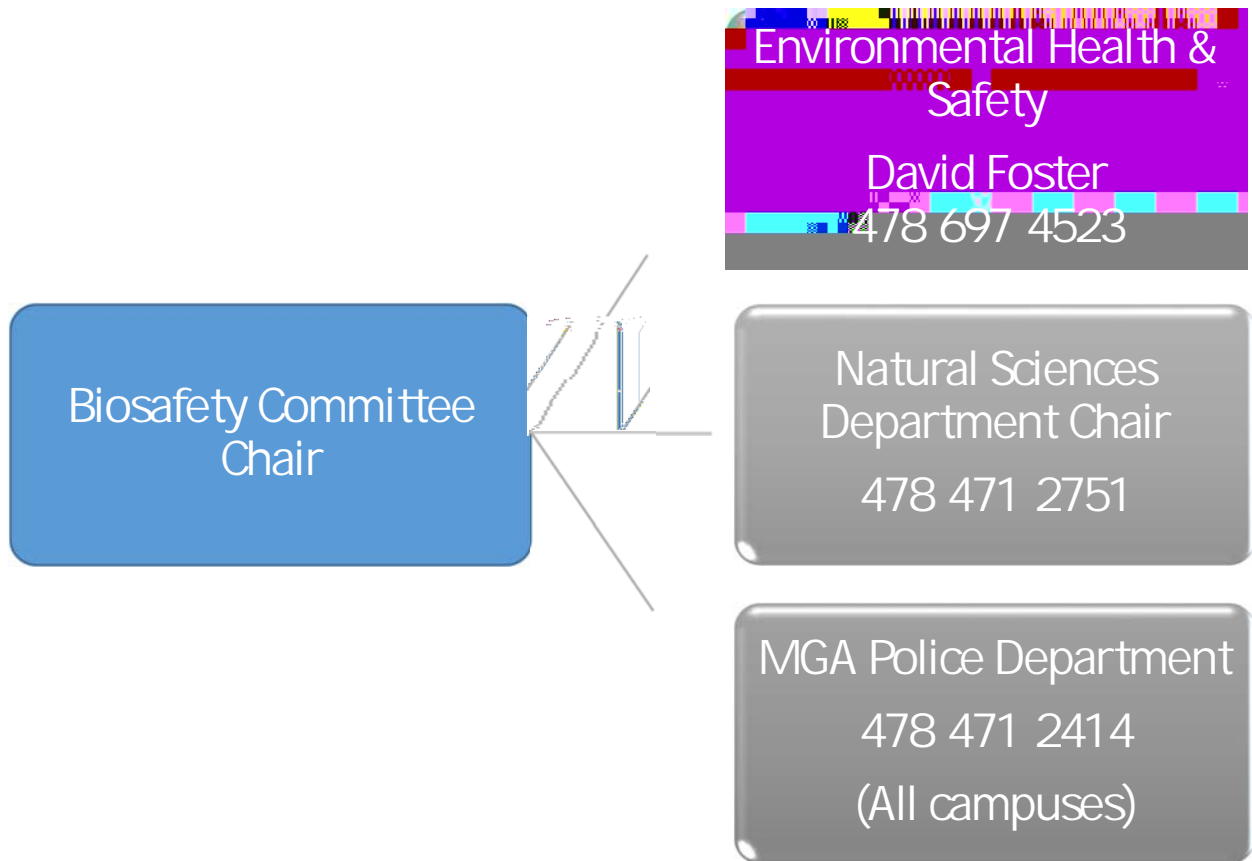 Environmental Health &
Safety
David Foster
478 697 4523
Biosafety Committee
Chair
Natural Sciences
Department Chair
478 471 2751
MGA Police Department
478 471 2414
(All campuses)